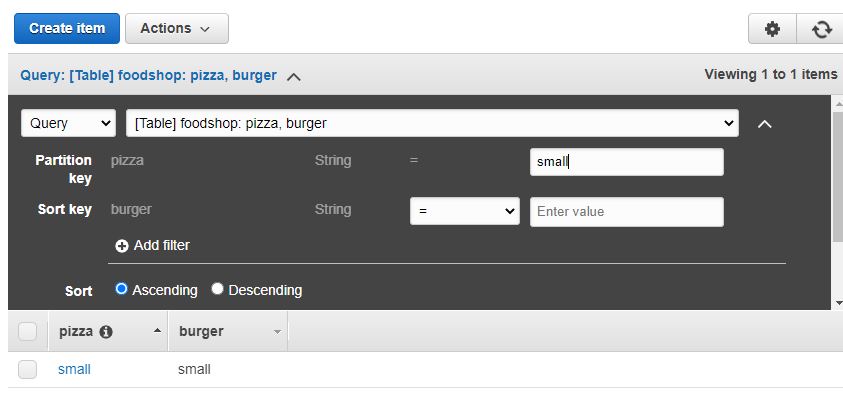 Create item Actions
Query: [Table] foodshop: pizza, burger Viewing 1 to 1 items
Query [Table] foodshop: pizza, burger
Partition key pizza String = small
Sort key burger String = Enter value
Add filter
Sort Ascending Descending
pizza burger
small small